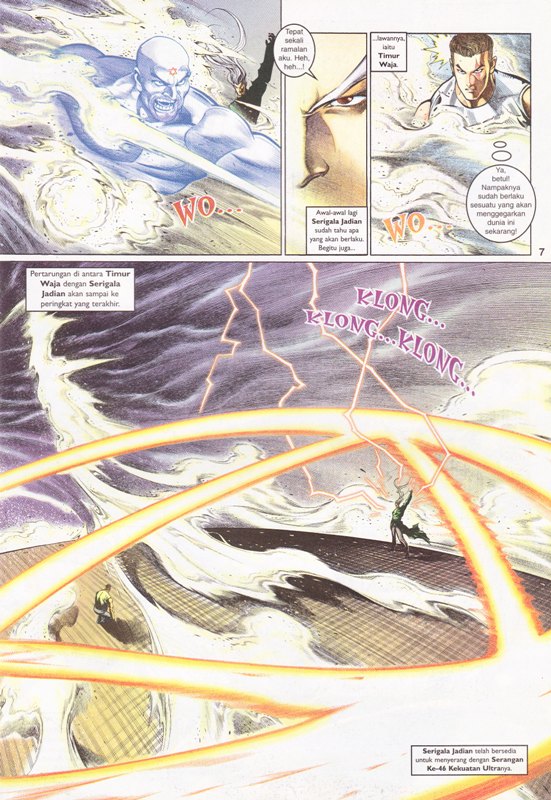 WO...
Tepat
sekali
ramalan
aku. Heh,
heh...!
Awal-awal lagi
Serigala Jadian
sudah tahu apa
yang akan berlaku.
Begitu juga...
...lawannya,
iaitu
Timur
Waja.
Ya,
betul!
Nampaknya
sudah berlaku
sesuatu yang akan
menggegarkan
dunia ini
sekarang!
WO...
7
Pertarungan di antara Timur
Waja dengan Serigala
Jadian akan sampai ke
peringkat yang terakhir.
KLONG...
KLONG...KLONG...
Serigala Jadian telah bersedia
untuk menyerang dengan Serangan
Ke-46 Kekuatan Ultranya.